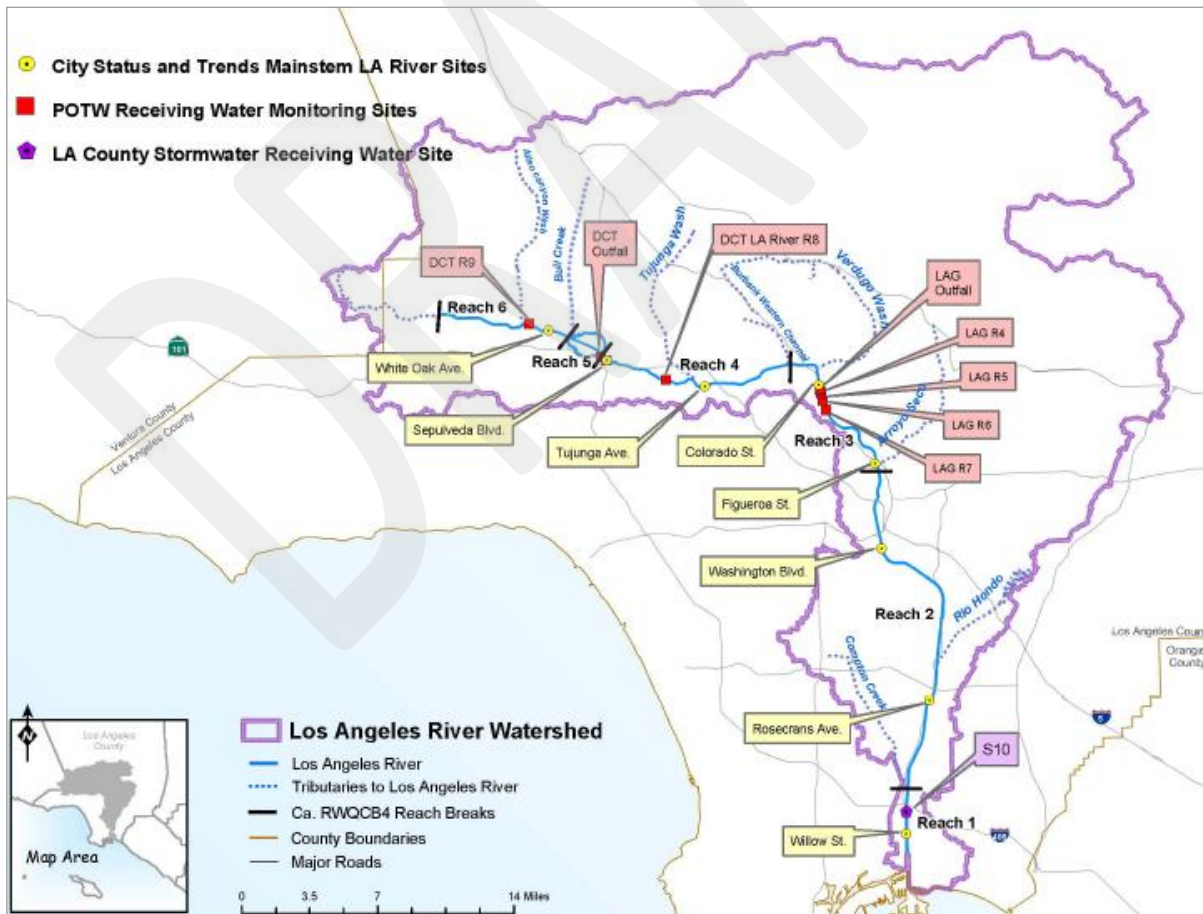 DRAFT
City Status and Trends Mainstem LA River Sites
POTW Receiving Water Monitoring Sites
LA County Stormwater Receiving Water Site
Aliso Canyon Wash
Bull Creek
DCT
Outfall
Tujunga Wash
DCT LA River R8
Verdugo Wash
LAG
Outfall
DCT R9
Burbank Western Channel
Reach 6
LAG R4
101
Reach 4
White Oak Ave.
Reach 5
LAG R5
Arroyo Seco
Sepulveda Blvd.
Tujunga Ave.
Colorado St.
LAG R6
Reach 3
Ventura County
Los Angeles County
LAG R7
Figueroa St.
Washington Blvd.
Rio Hondo
Reach 2
Los Angeles County
Orange
County
Compton Creek
Rosecrans Ave.
5
S10
Reach 1
405
Willow St.
N
Los Angeles
County
Map Area
Los Angeles River Watershed
Los Angeles River
Tributaries to Los Angeles River
Ca. RWQCB4 Reach Breaks
County Boundaries
Major Roads
0 3.5 7 14 Miles